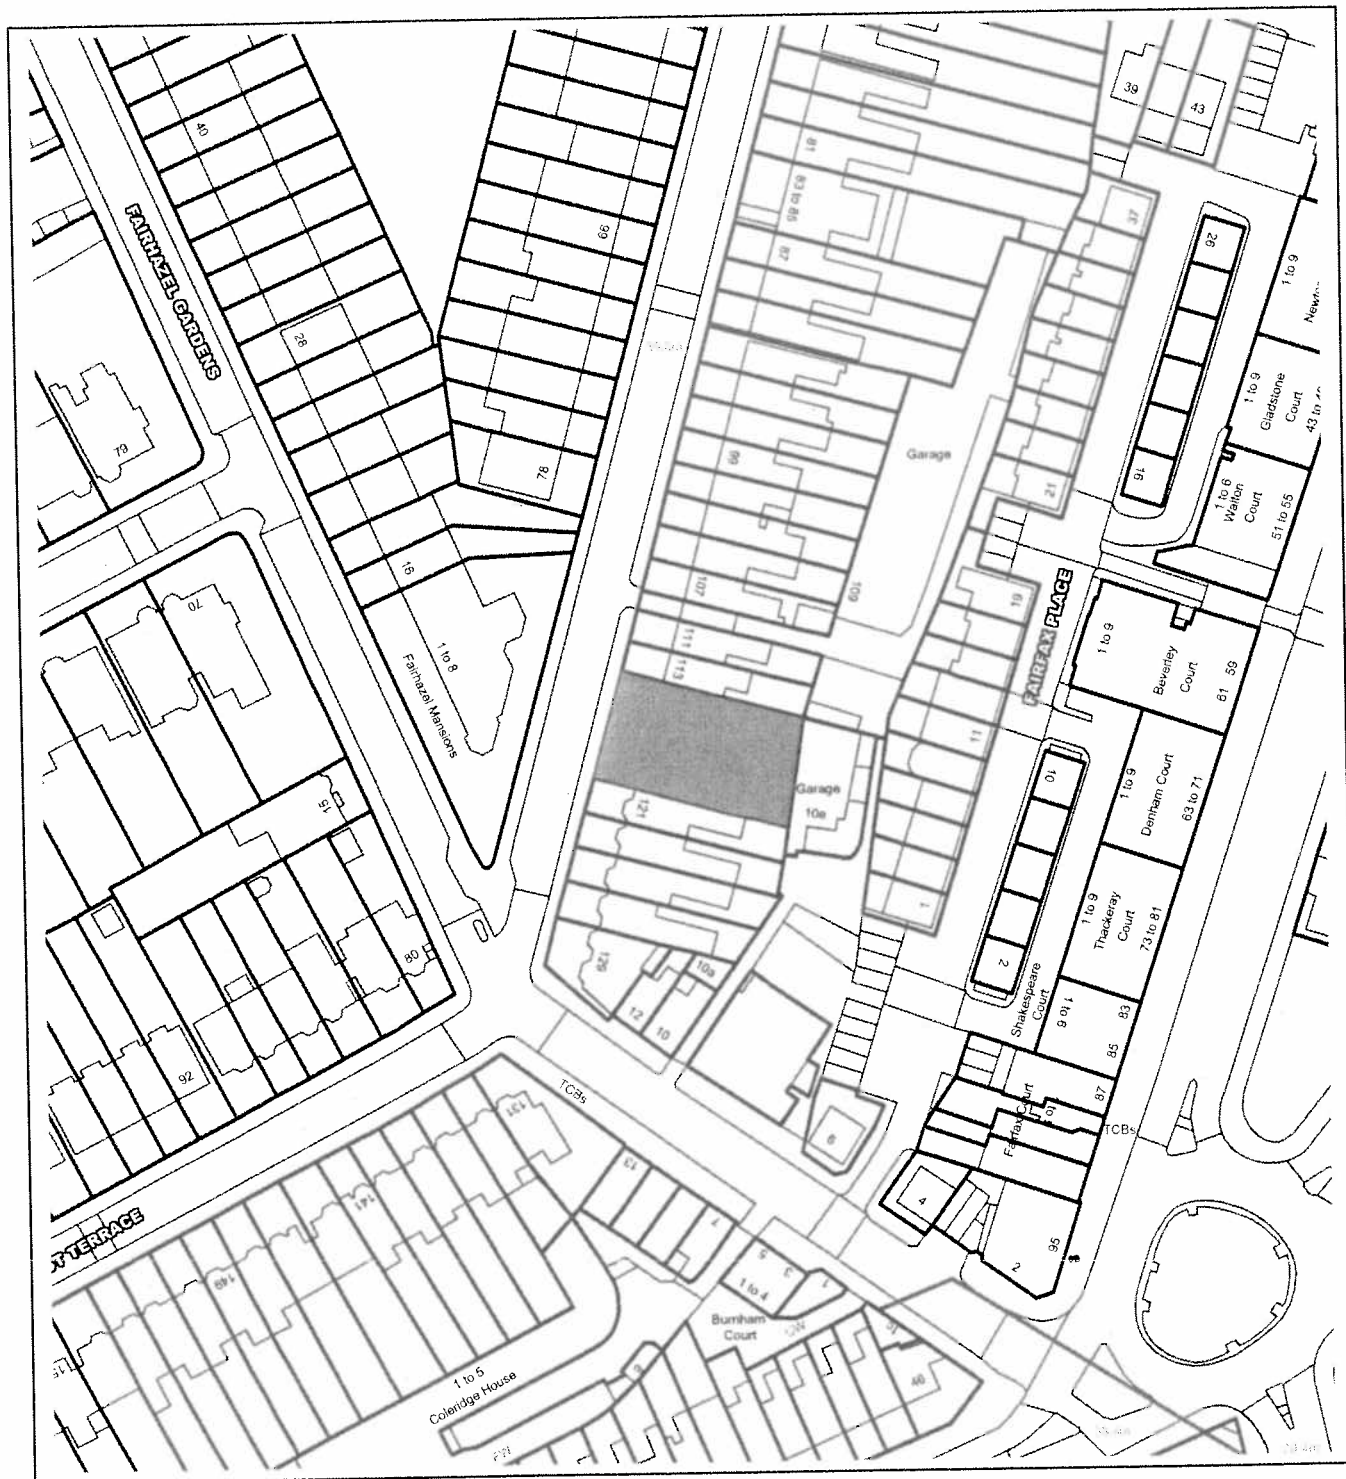 39
43
40
81
83 to 85
37
FAIRHAZEL GARDENS
66
87
26
1 to 9
28
1 to 9
Gladstone
Court
79
78
99
Garage
21
16
1 to 6
Walton
Court
51 to 55
16
70
107
109
19
FAIRFAX PLACE
1 to 8
Fairhazel Mansions
111
113
1 to 9
Beverley
Court
59
61
11
15
121
Garage
10a
10
1 to 9
Denham Court
63 to 71
1
1 to 9
Thackeray
Court
73 to 81
80
129
10a
12
10
2
Shakespeare
Court
1 to 6
83
85
92
TCBs
131
6
Fairfax Court
87
TCBs
13
141
4
7
149
5
3
1
1 to 4
2
95
Burnham
Court
1 to 5
Coleridge House
46